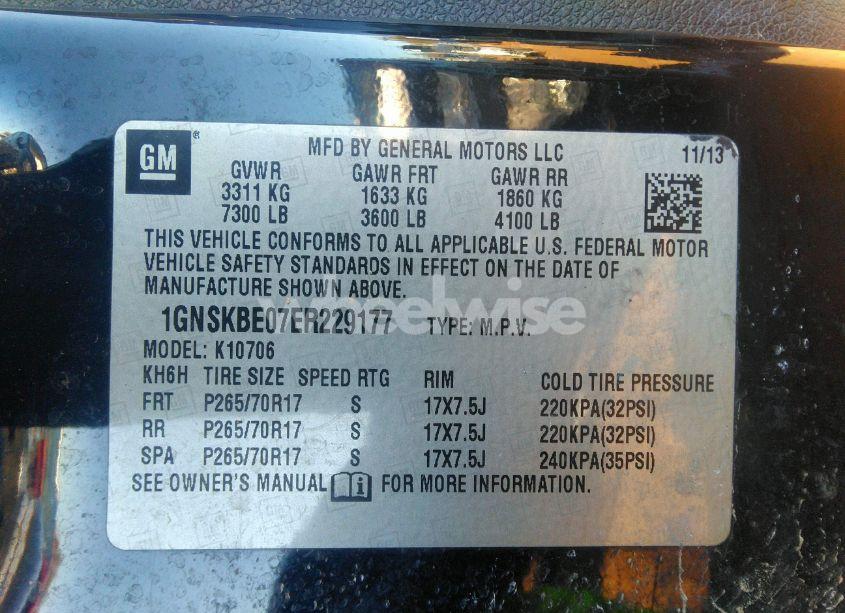 GM
MFD BY GENERAL MOTORS LLC 11/13
GVWR GAWR FRT GAWR RR
3311 KG 1633 KG 1860 KG
7300 LB 3600 LB 4100 LB
THIS VEHICLE CONFORMS TO ALL APPLICABLE U.S. FEDERAL MOTOR
VEHICLE SAFETY STANDARDS IN EFFECT ON THE DATE OF
MANUFACTURE SHOWN ABOVE.
wheelwise
1GNSKBE07ER229177 TYPE: M.P.V.
MODEL: K10706
KH6H TIRE SIZE SPEED RTG RIM COLD TIRE PRESSURE
FRT P265/70R17 S 17X7.5J 220KPA(32PSI)
RR P265/70R17 S 17X7.5J 220KPA(32PSI)
SPA P265/70R17 S 17X7.5J 240KPA(35PSI)
SEE OWNER'S MANUAL FOR MORE INFORMATION.